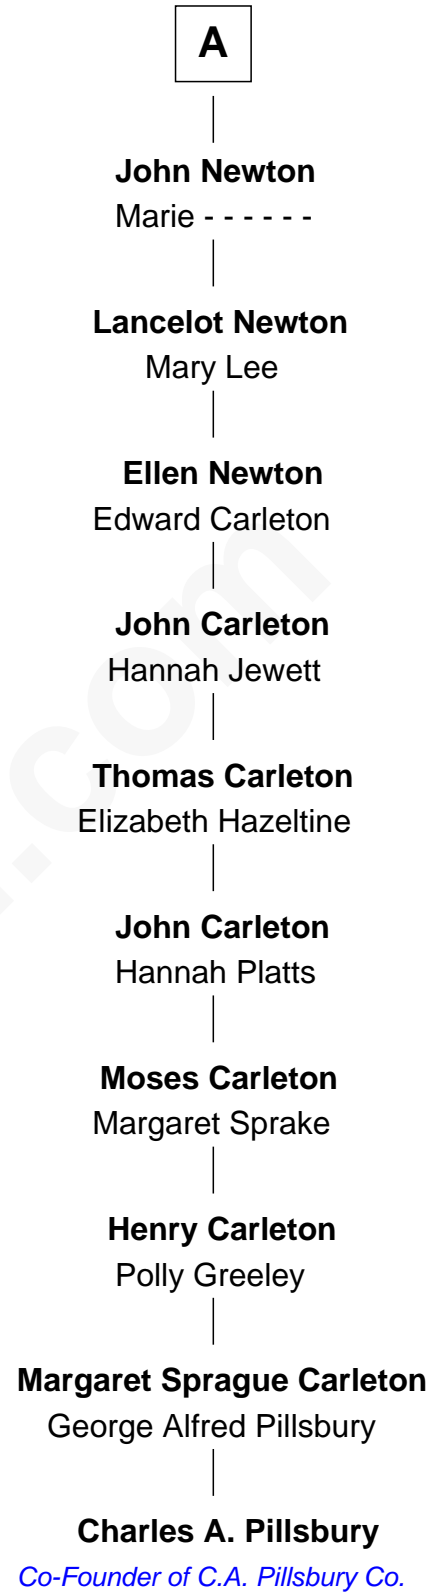 A
John Newton
Marie - - - - - -
Lancelot Newton
Mary Lee
Ellen Newton
Edward Carleton
John Carleton
Hannah Jewett
Thomas Carleton
Elizabeth Hazeltine
John Carleton
Hannah Platts
Moses Carleton
Margaret Sprake
Henry Carleton
Polly Greeley
Margaret Sprague Carleton
George Alfred Pillsbury
Charles A. Pillsbury
Co-Founder of C.A. Pillsbury Co.
.com